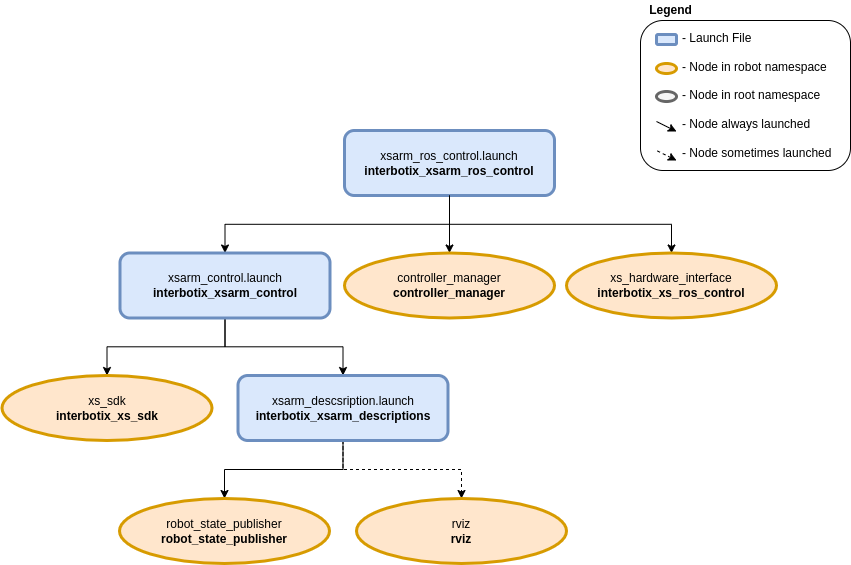 Legend
- Launch File
- Node in robot namespace
- Node in root namespace
- Node always launched
- Node sometimes launched
xsarm_ros_control.launch
interbotix_xsarm_ros_control
xsarm_control.launch
interbotix_xsarm_control
controller_manager
controller_manager
xs_hardware_interface
interbotix_xs_ros_control
xs_sdk
interbotix_xs_sdk
xsarm_descsription.launch
interbotix_xsarm_descriptions
robot_state_publisher
robot_state_publisher
rviz
rviz